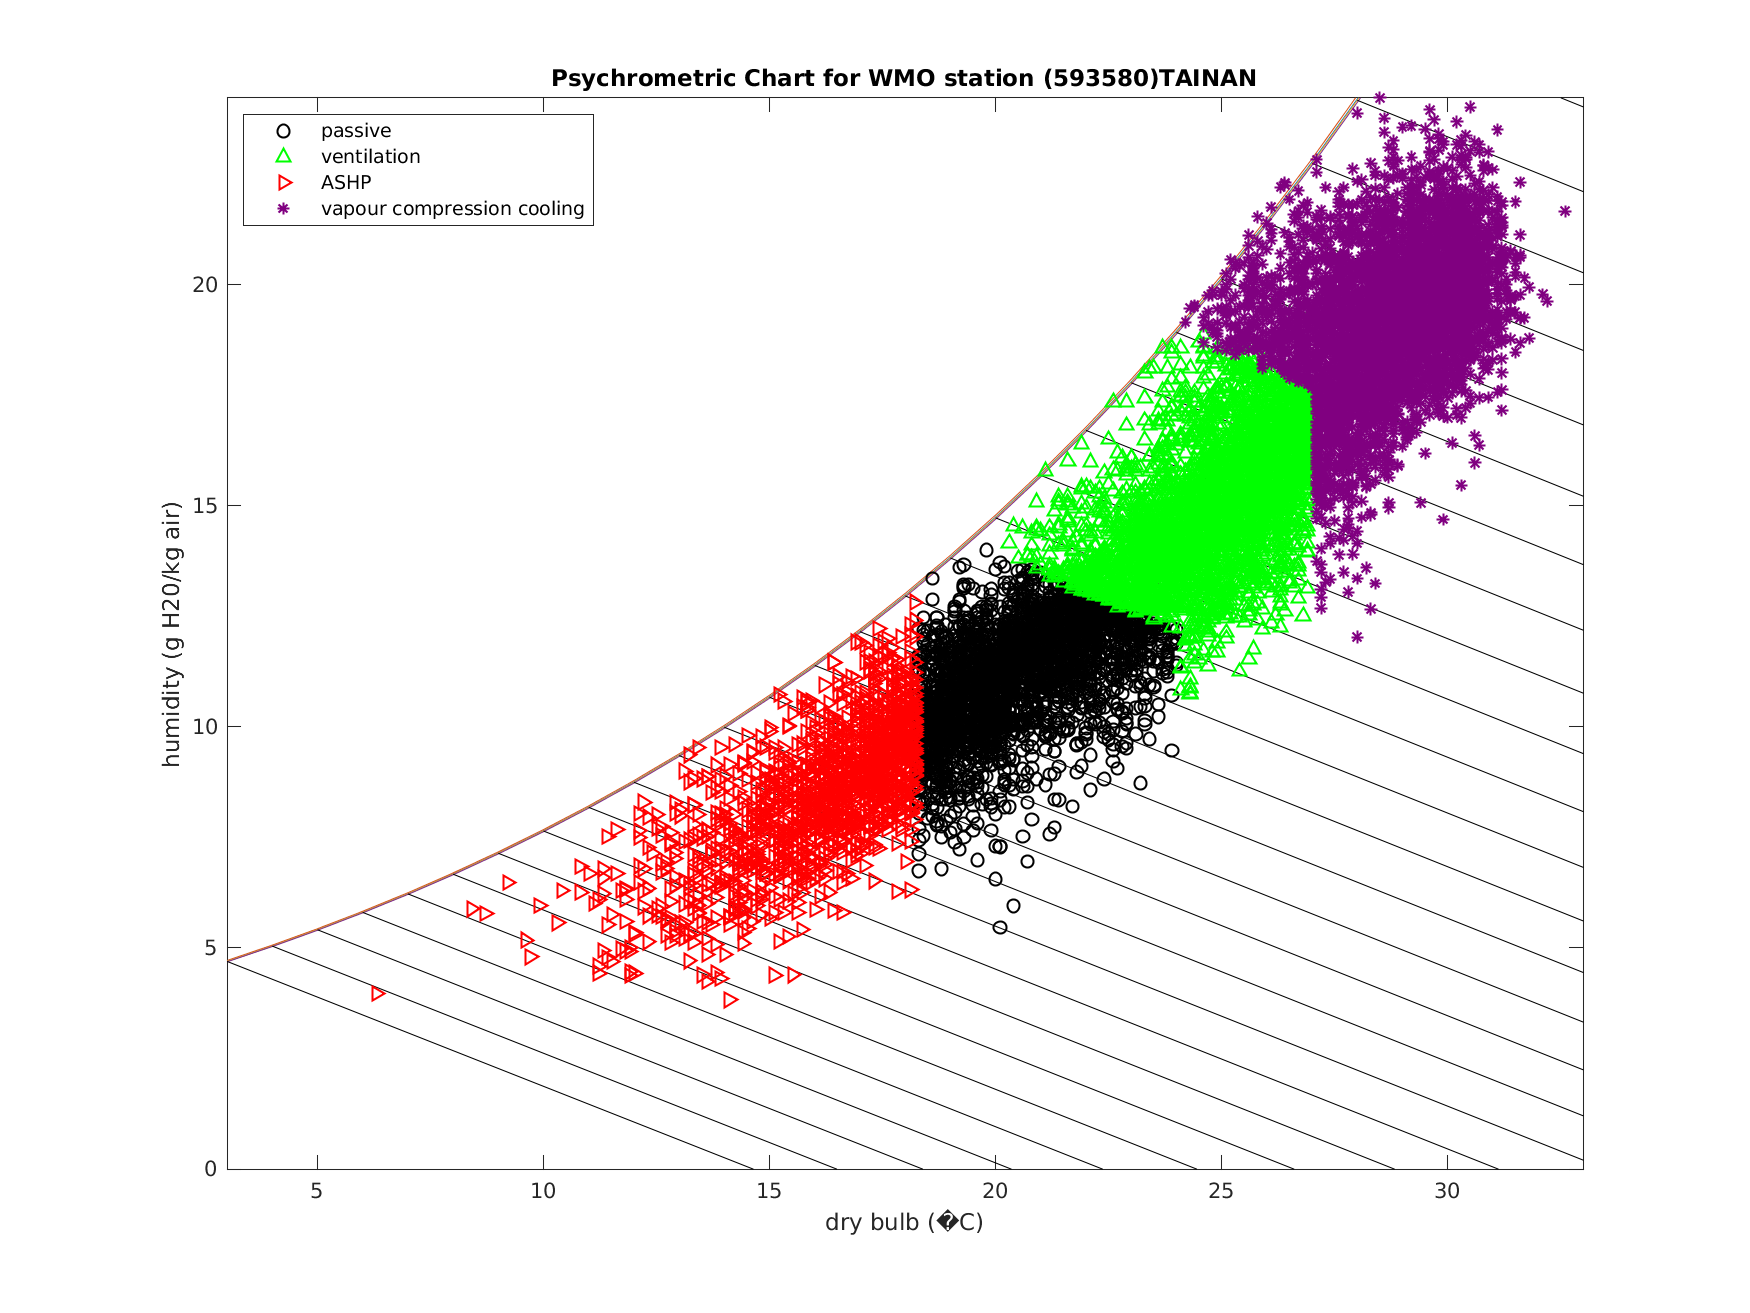 Psychrometric Chart for WMO station (593580)TAINAN
passive
ventilation
ASHP
vapour compression cooling
humidity (g H20/kg air)
20
15
10
5
0
5 10 15 20 25 30
dry bulb (�C)